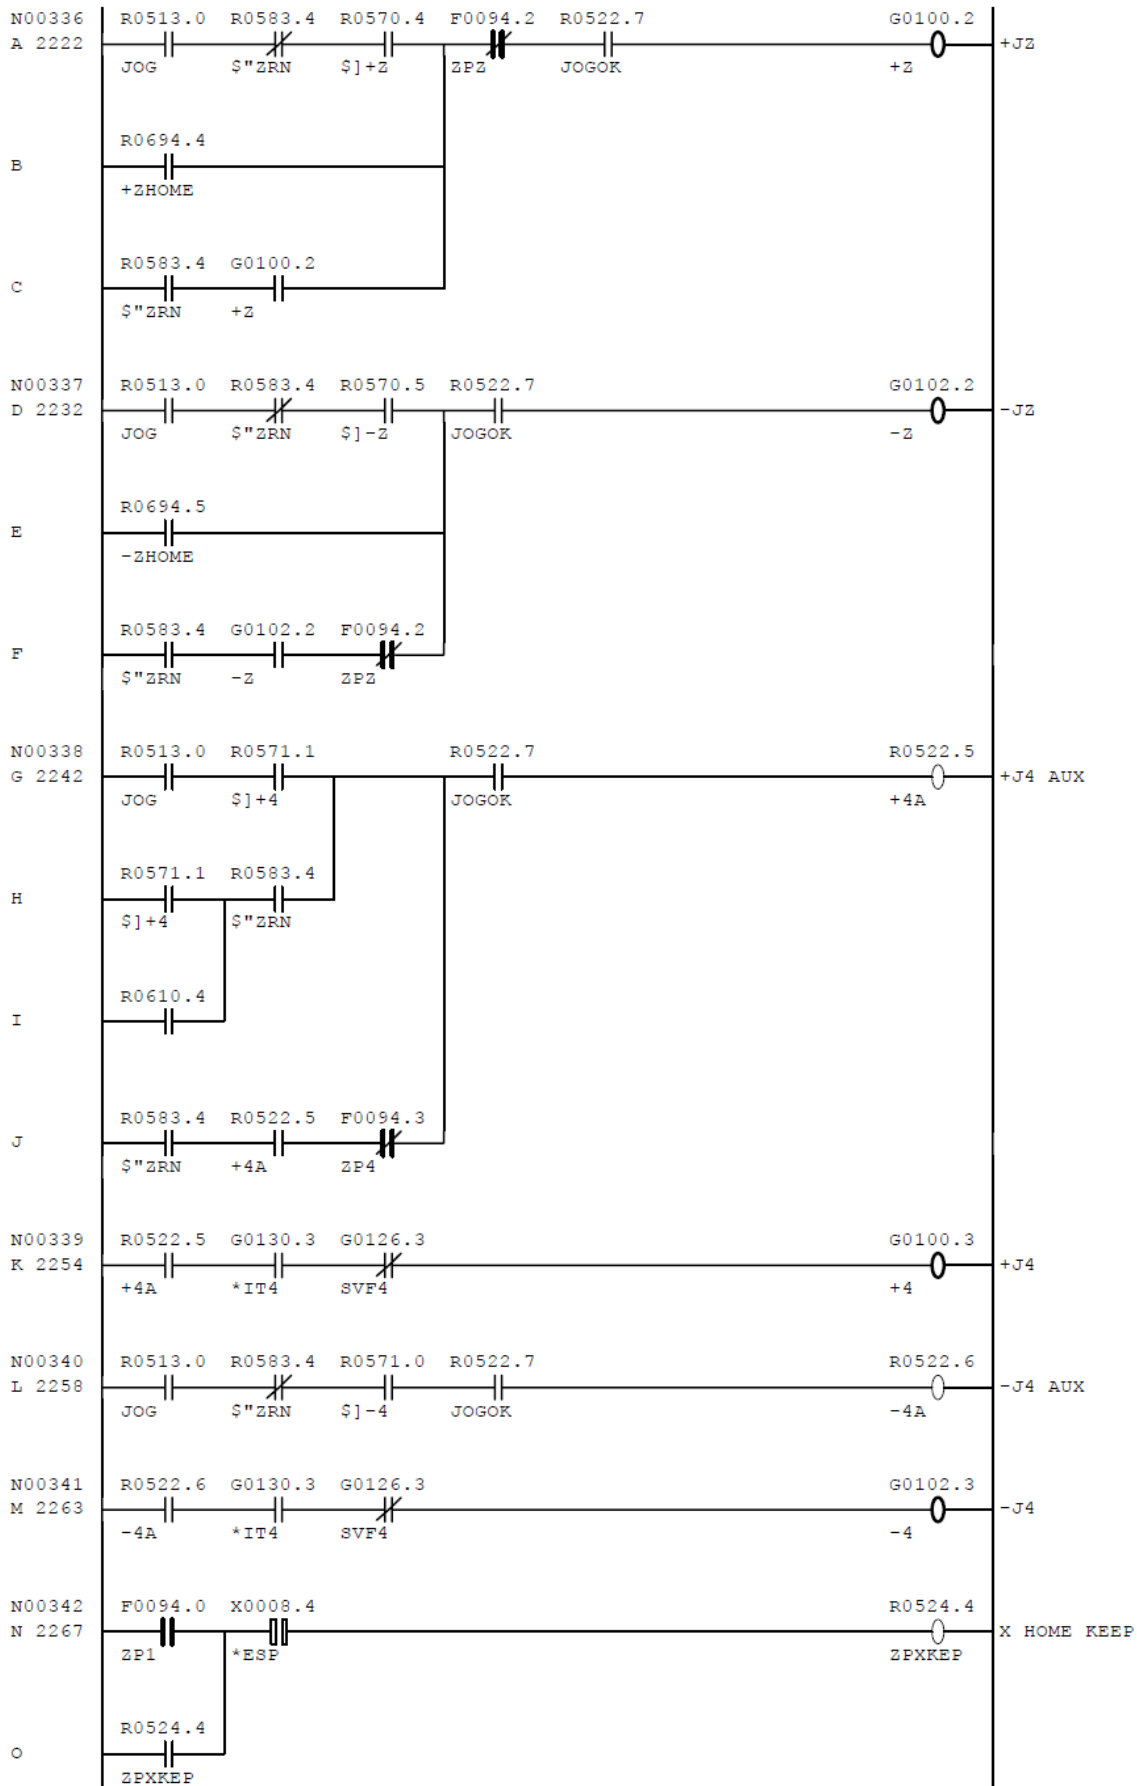 N00336 R0513.0 R0583.4 R0570.4 F0094.2 R0522.7 G0100.2
A 2222 +JZ
JOG $"ZRN $]+Z ZPZ JOGOK +Z
R0694.4
B
+ZHOME
R0583.4 G0100.2
C
$"ZRN +Z
N00337 R0513.0 R0583.4 R0570.5 R0522.7 G0102.2
D 2232 -JZ
JOG $"ZRN $]-Z JOGOK -Z
R0694.5
E
-ZHOME
R0583.4 G0102.2 F0094.2
F
$"ZRN -Z ZPZ
N00338 R0513.0 R0571.1 R0522.7 R0522.5
G 2242 +J4 AUX
JOG $]+4 JOGOK +4A
R0571.1 R0583.4
H
$]+4 $"ZRN
R0610.4
I
R0583.4 R0522.5 F0094.3
J
$"ZRN +4A ZP4
N00339 R0522.5 G0130.3 G0126.3 G0100.3
K 2254 +J4
+4A *IT4 SVF4 +4
N00340 R0513.0 R0583.4 R0571.0 R0522.7 R0522.6
L 2258 -J4 AUX
JOG $"ZRN $]-4 JOGOK -4A
N00341 R0522.6 G0130.3 G0126.3 G0102.3
M 2263 -J4
-4A *IT4 SVF4 -4
N00342 F0094.0 X0008.4 R0524.4
N 2267 X HOME KEEP
ZP1 *ESP ZPXKEP
R0524.4
O
ZPXKEP